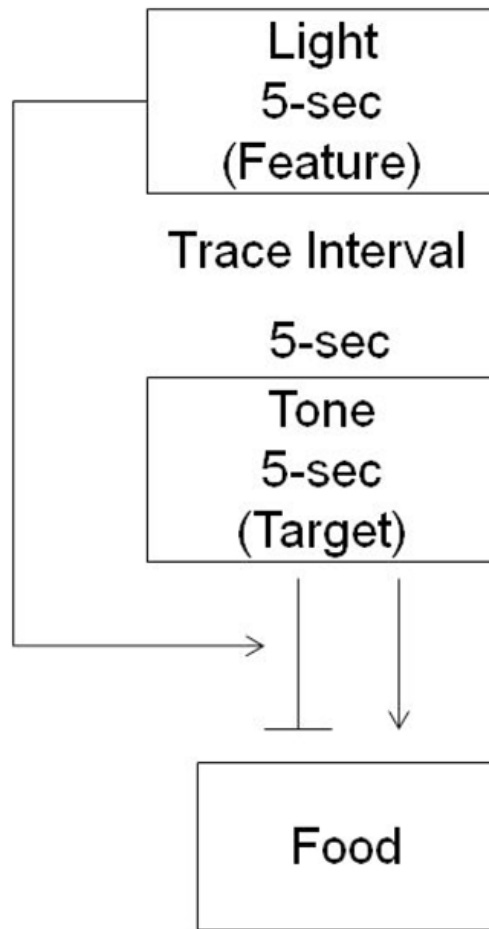 Light
5-sec
(Feature)
Trace Interval
5-sec
Tone
5-sec
(Target)
Food